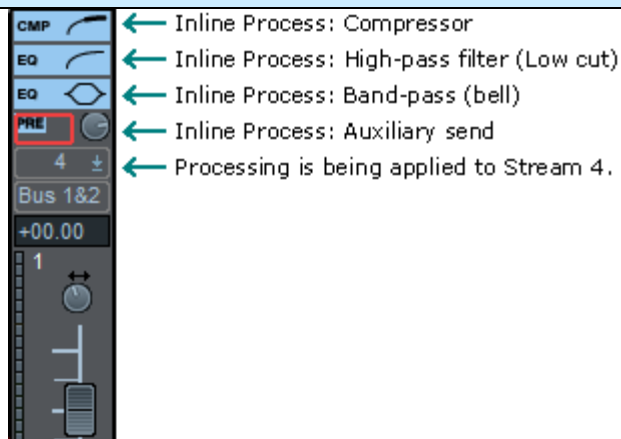 CMP Inline Process: Compressor
EQ Inline Process: High-pass filter (Low cut)
EQ Inline Process: Band-pass (bell)
PRE Inline Process: Auxiliary send
4 Processing is being applied to Stream 4.
Bus 1&2
+00.00
1